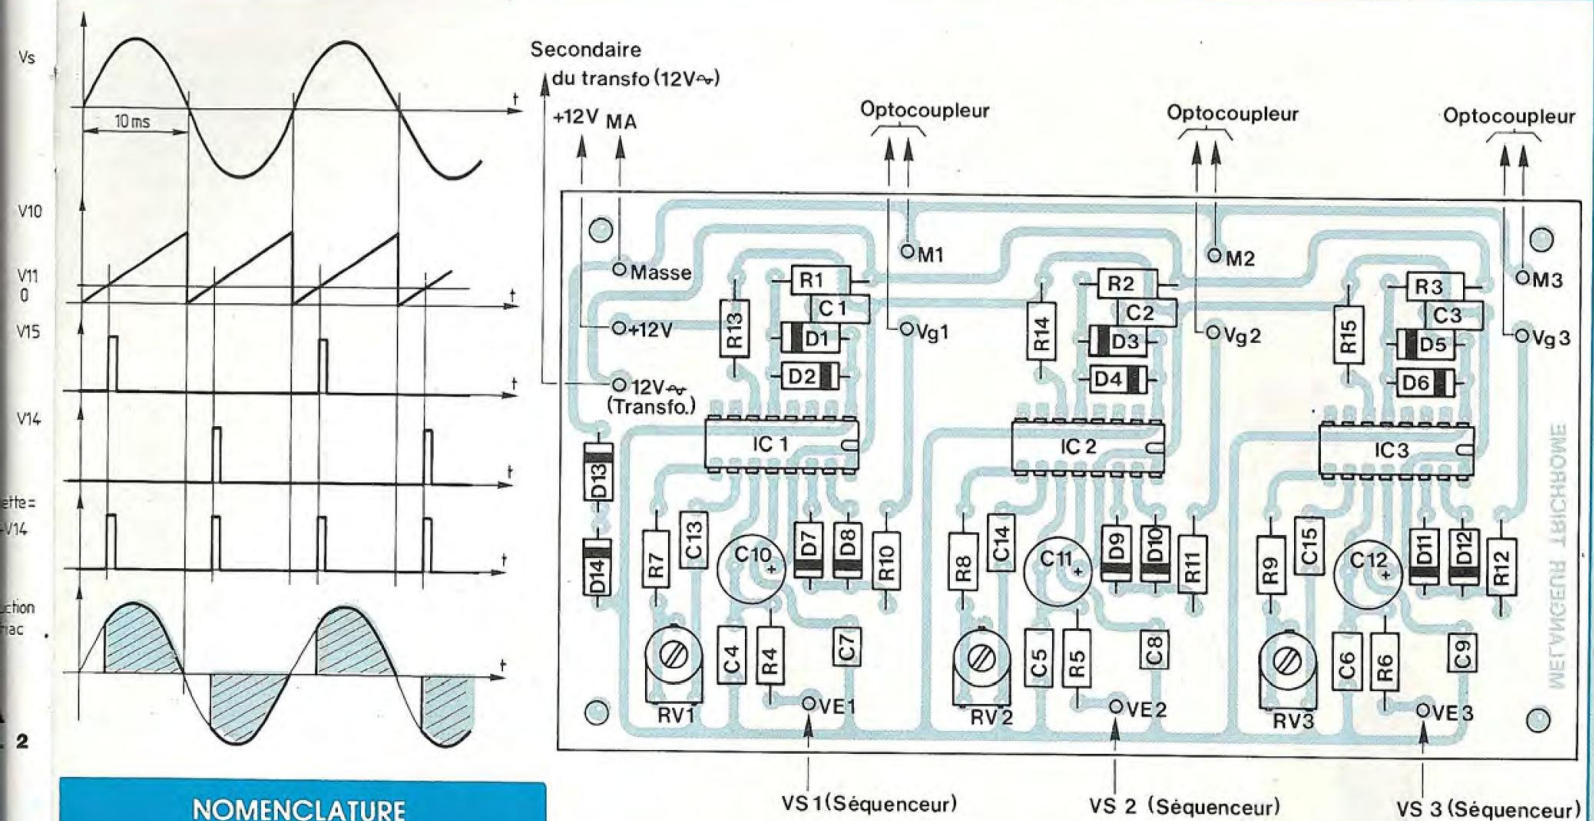 Vs
t
10 ms
V10
V11
0
t
V15
t
V14
t
ette =
-V14
t
uction
iac
t
2
NOMENCLATURE
Secondaire
du transfo (12V~)
+12V MA
Optocoupleur
Optocoupleur
Optocoupleur
Masse
+12V
12V~
(Transfo.)
M1
M2
M3
R1
C1
R13
D1
D2
Vg1
R2
C2
R14
D3
D4
Vg2
R3
C3
R15
D5
D6
Vg3
IC 1
IC 2
IC 3
D13
D14
R7
C13
C10
+
D7
D8
R10
R8
C14
C11
+
D9
D10
R11
R9
C15
C12
+
D11
D12
R12
RV1
C4
R4
C7
VE1
RV2
C5
R5
C8
VE2
RV3
C6
R6
C9
VE3
MELANGEUR TRICHROME
VS 1 (Séquenceur)
VS 2 (Séquenceur)
VS 3 (Séquenceur)